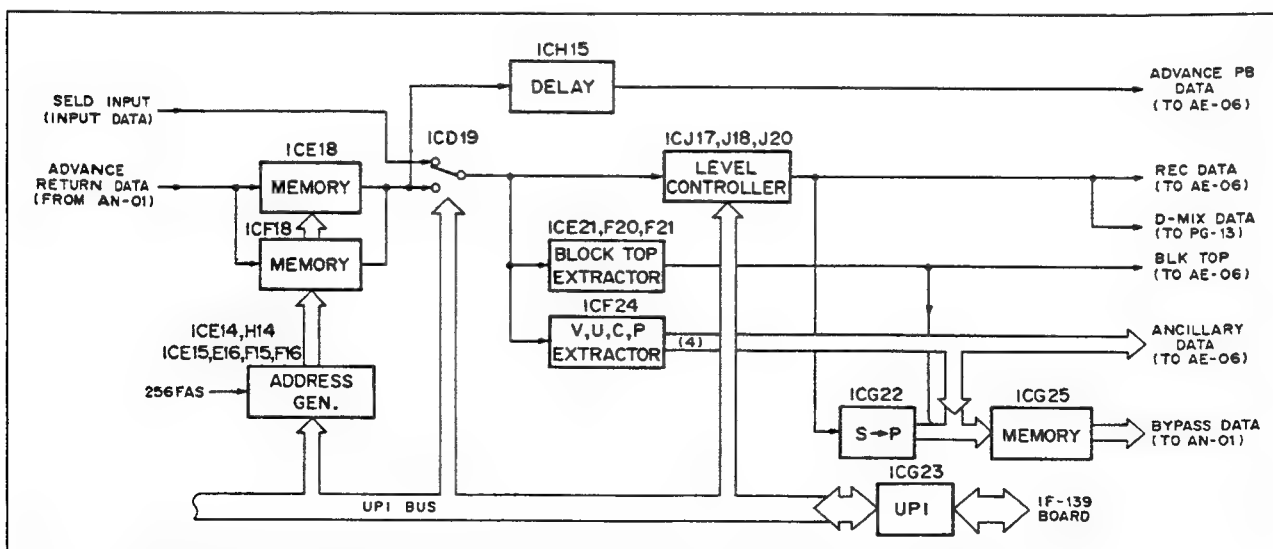 ICH15
DELAY
ADVANCE PB
DATA
(TO AE-06)
SELD INPUT
(INPUT DATA)
ICD19
ICE18
MEMORY
ADVANCE
RETURN DATA
(FROM AN-01)
ICF18
MEMORY
ICJ17,J18,J20
LEVEL
CONTROLLER
REC DATA
(TO AE-06)
D-MIX DATA
(TO PG-13)
ICE21,F20,F21
BLOCK TOP
EXTRACTOR
BLK TOP
(TO AE-06)
ICF24
V,U,C,P
EXTRACTOR
(4)
ANCILLARY
DATA
(TO AE-06)
ICE14,H14
ICE15,E16,F15,F16
256FAS
ADDRESS
GEN.
ICG22
S→P
ICG25
MEMORY
BYPASS DATA
(TO AN-01)
ICG23
UPI
UPI BUS
IF-139
BOARD